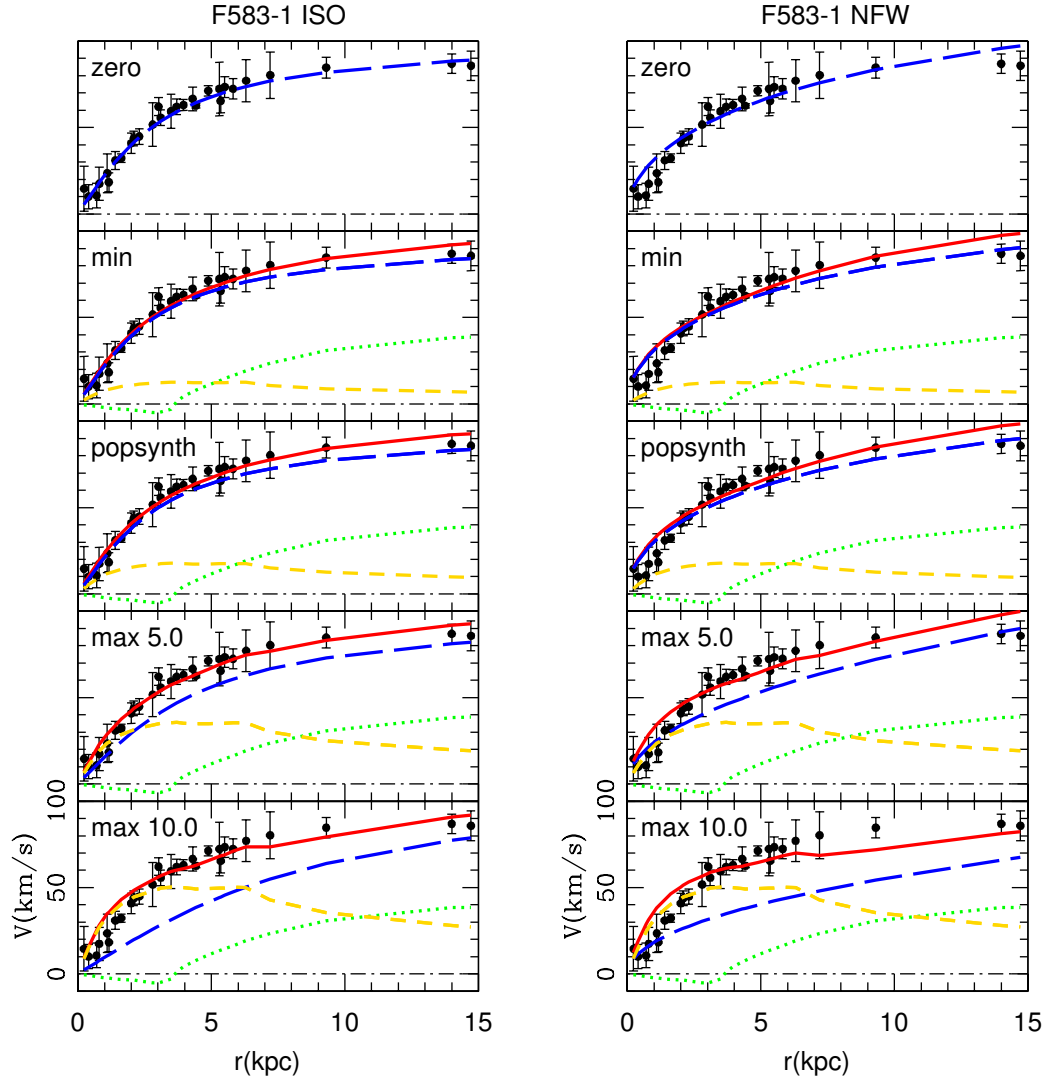 F583-1 ISO
zero
min
popsynth
max 5.0
max 10.0
100
50
0
V(km/s)
0 5 10 15
r(kpc)
F583-1 NFW
zero
min
popsynth
max 5.0
max 10.0
100
50
0
V(km/s)
0 5 10 15
r(kpc)